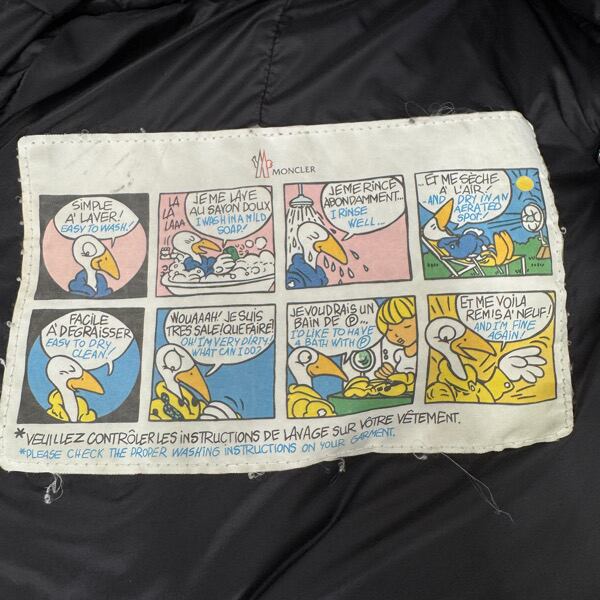 MONCLER
SIMPLE
A' LAVER!
EASY TO WASH!
LA
LA
LAAA
JE ME LAVE
AU SAVON DOUX
I WASH IN A MILD
SOAP!
JE ME RINCE
ABONDAMMENT...
I RINSE
WELL...
..ET ME SÈCHE
A' L'AIR!
-AND DRY IN AN
AERATED
SPOT!
FACILE
A' DEGRAISSER
EASY TO DRY
CLEAN!
WOUAAAH! JE SUIS
TRES SALE! QUE FAIRE!
OH! I'M VERY DIRTY!
WHAT CAN I DO?
JE VOUDRAIS UN
BAIN DE Ⓟ...
I'D LIKE TO HAVE
A BATH WITH Ⓟ
ET ME VOILA
REMIS A' NEUF!
AND I'M FINE
AGAIN!
*VEUILLEZ CONTRÔLER LES INSTRUCTIONS DE LAVAGE SUR VÔTRE VÊTEMENT.
*PLEASE CHECK THE PROPER WASHING INSTRUCTIONS ON YOUR GARMENT.